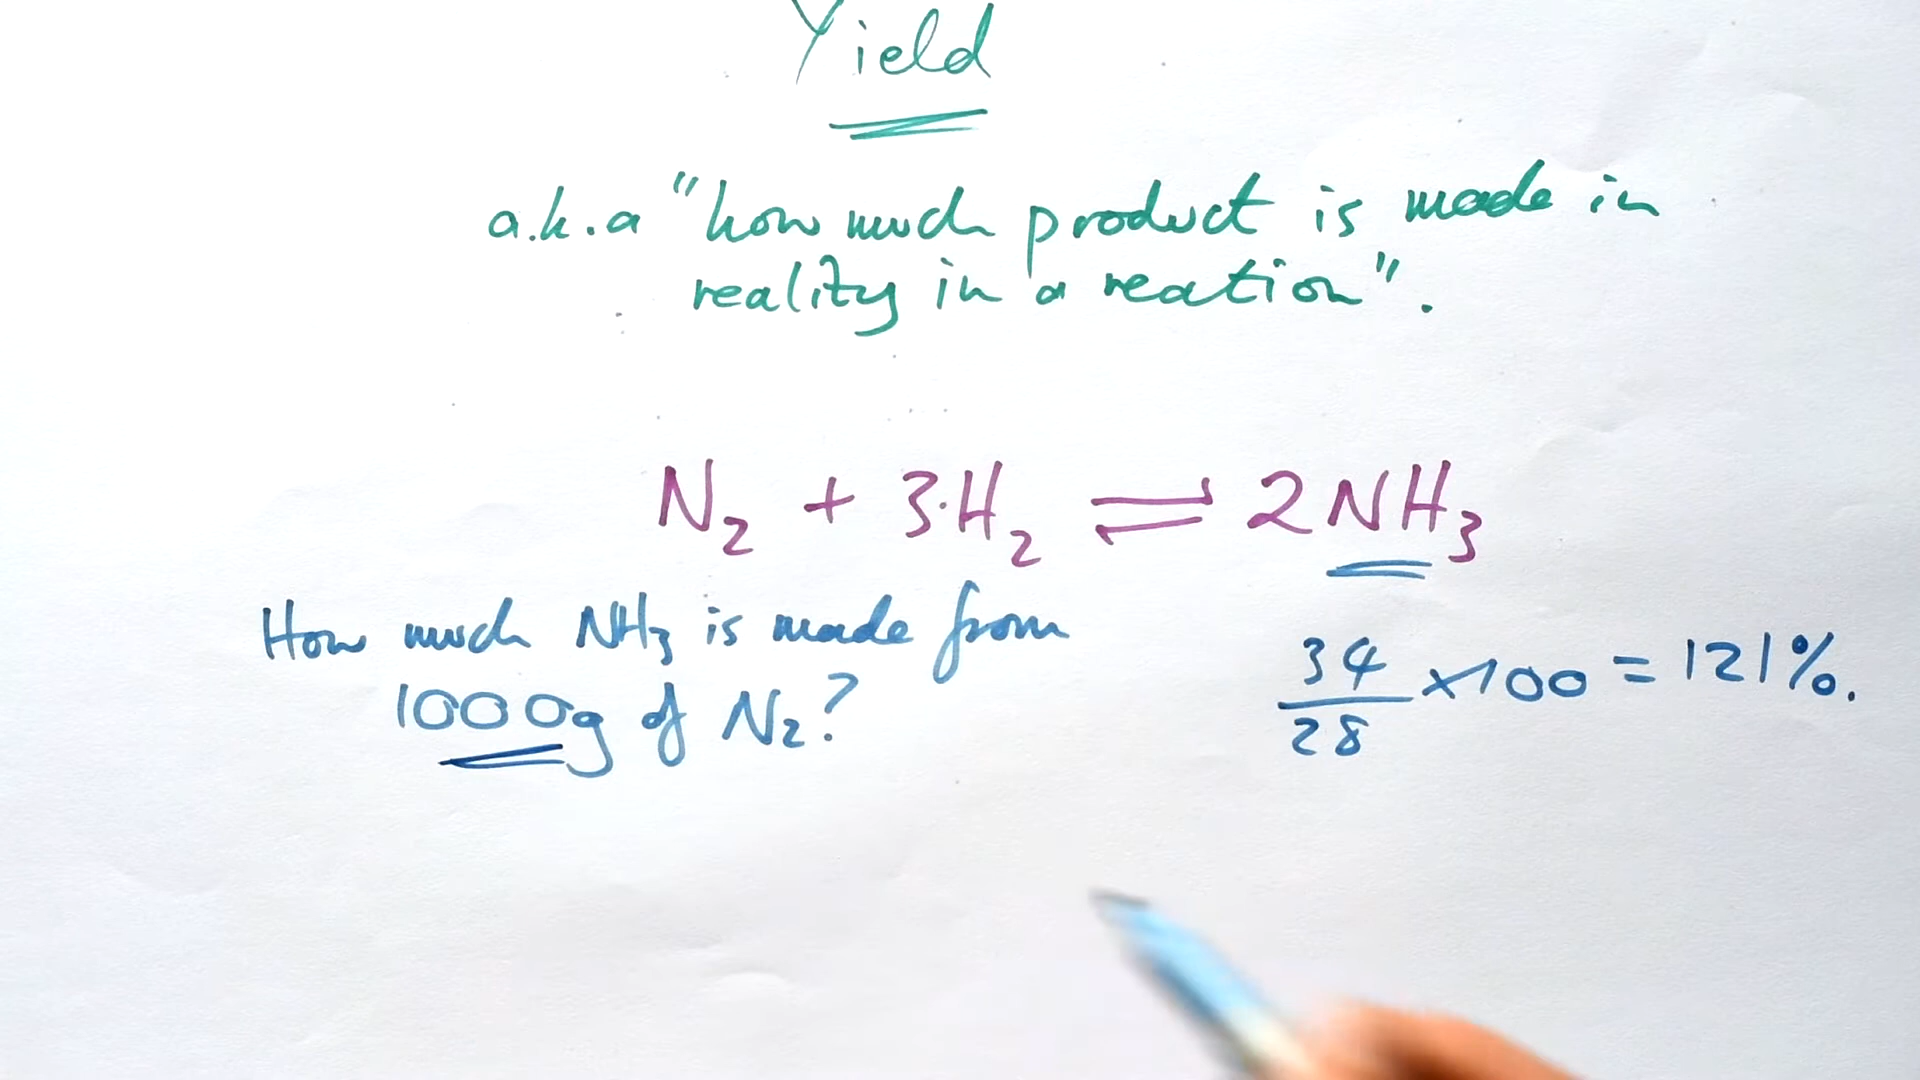 Yield
a.k.a "how much product is made in
reality in a reation".
N₂ + 3·H₂ ⇌ 2NH₃
How much NH₃ is made from
1000g of N₂?
34/28 ×100 = 121%.